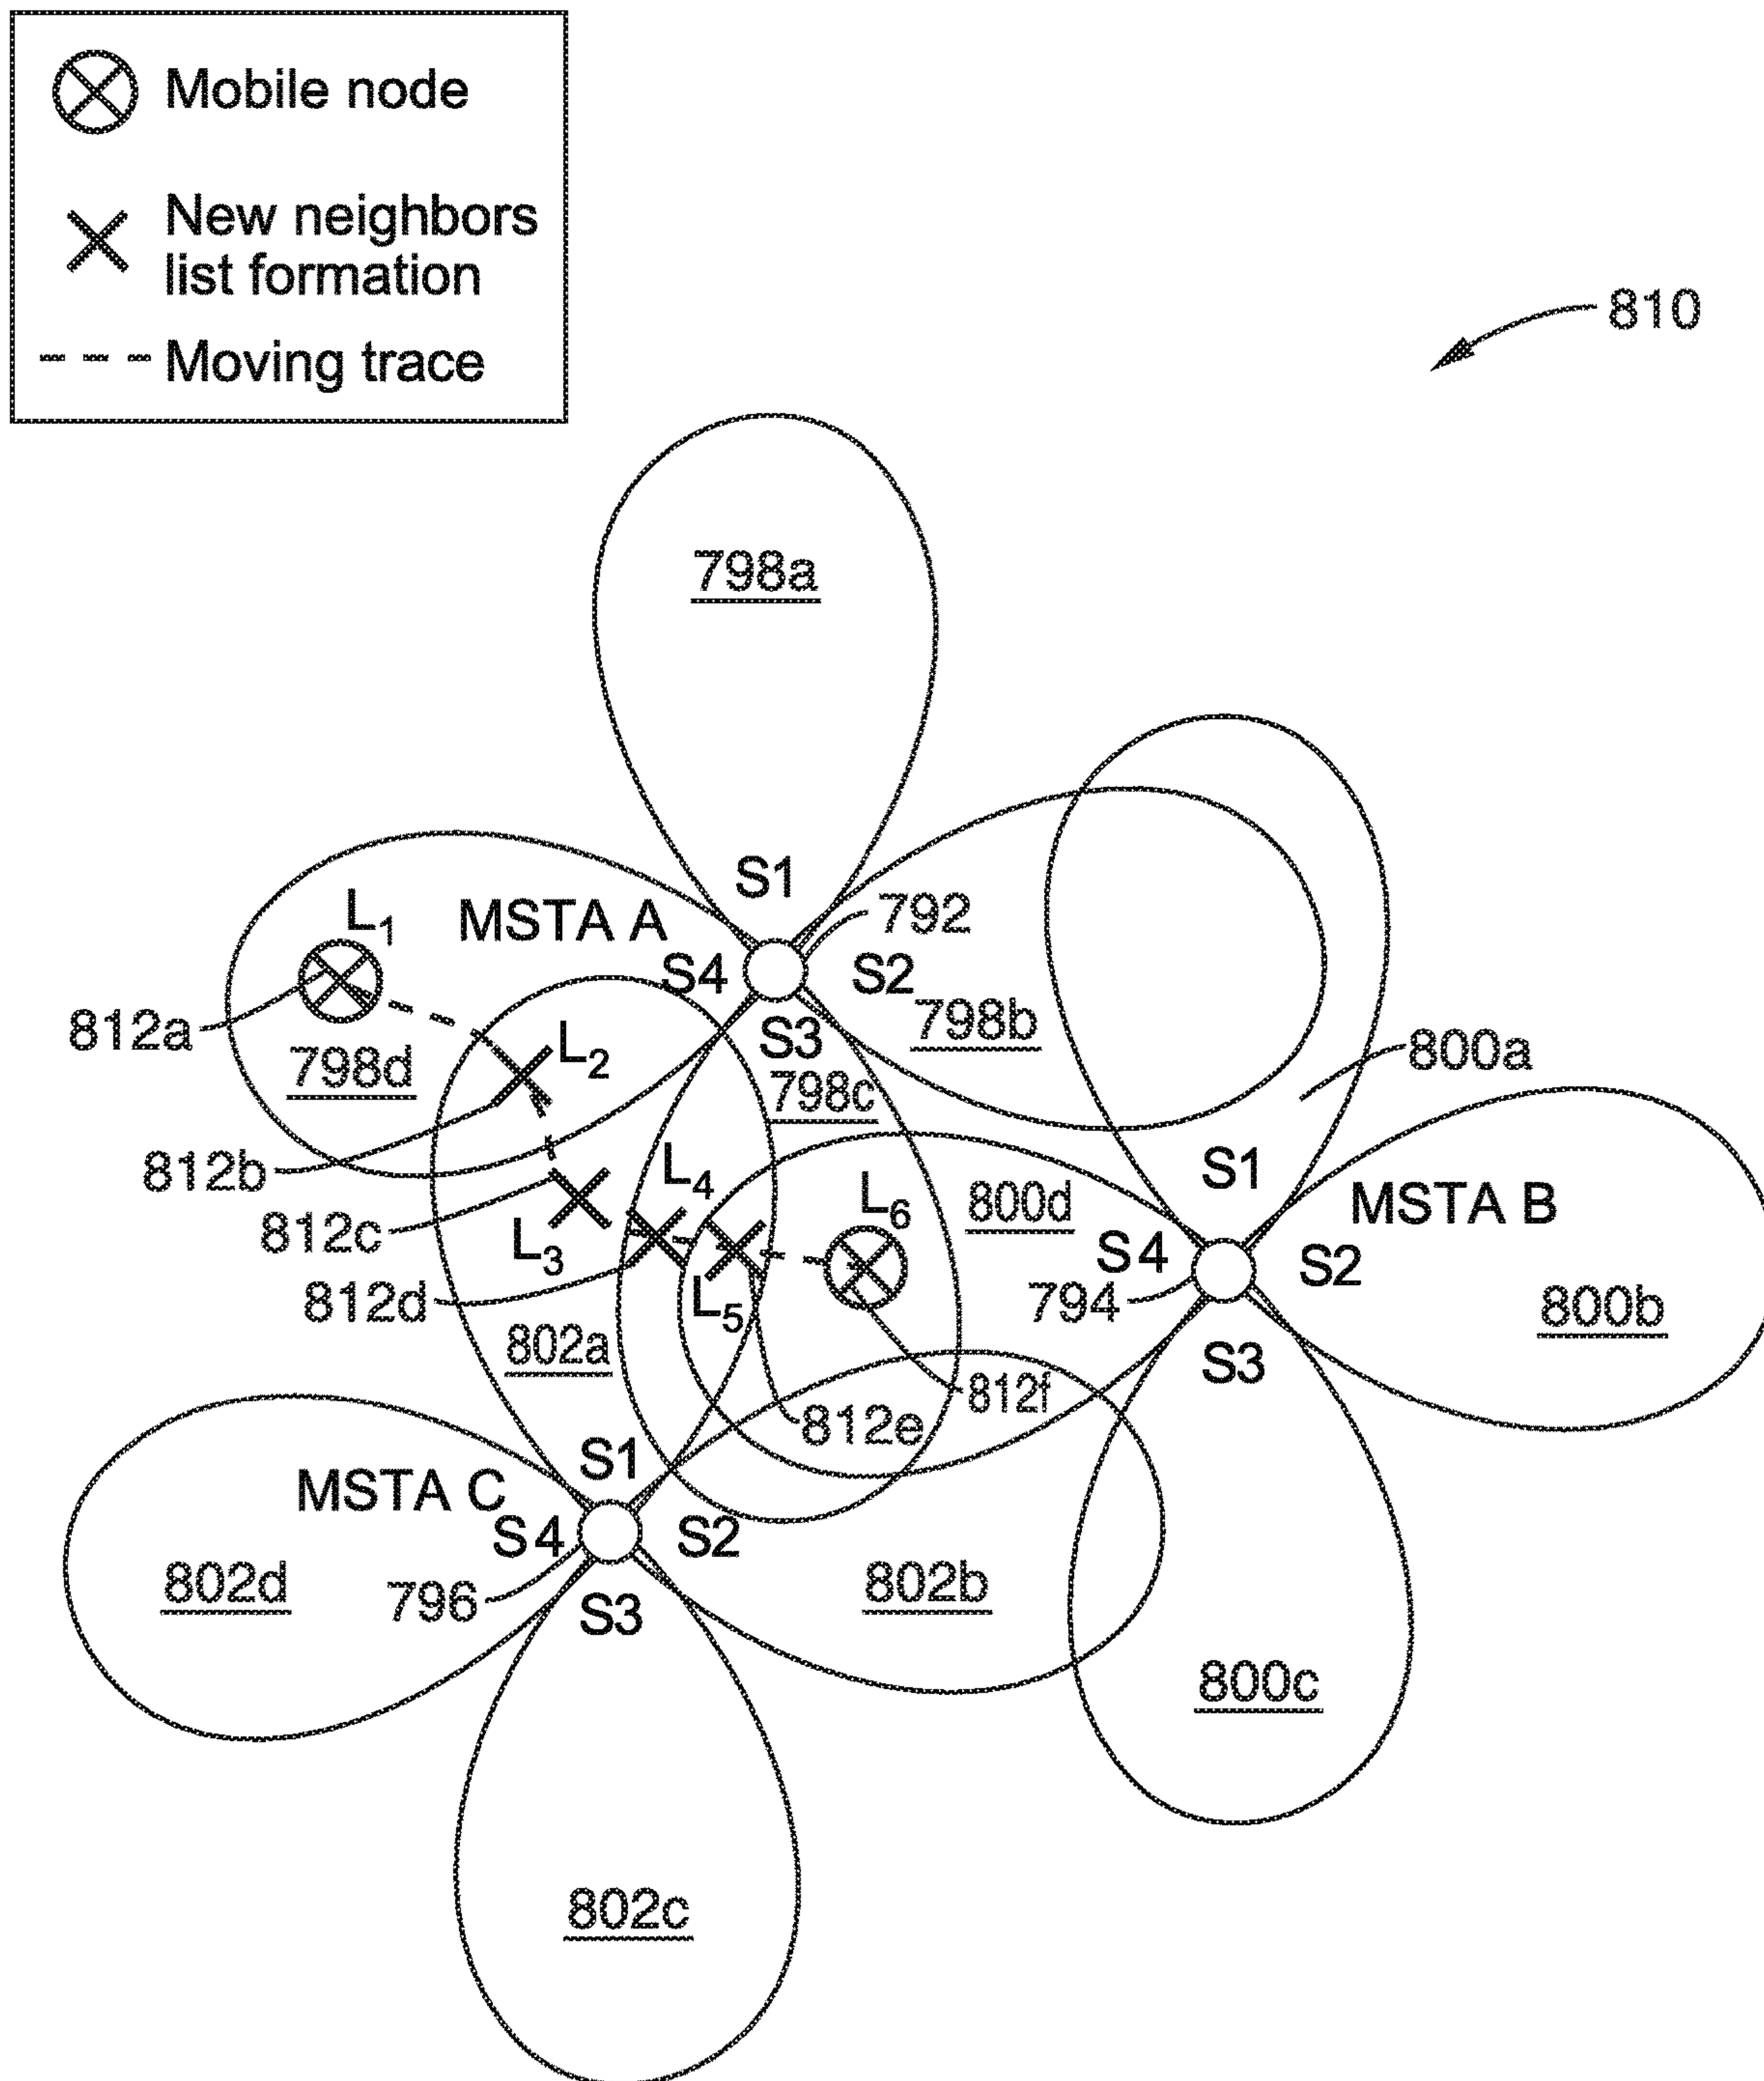 Mobile node
New neighbors
list formation
Moving trace
810
798a
S1
792
L1
MSTA A
S4
S2
812a
798d
L2
S3
798b
798c
800a
812b
L4
S1
MSTA B
812c
L3
L6
800d
S4
S2
812d
L5
794
800b
802a
S3
812f
812e
S1
MSTA C
S4
S2
802d
796
S3
802b
800c
802c